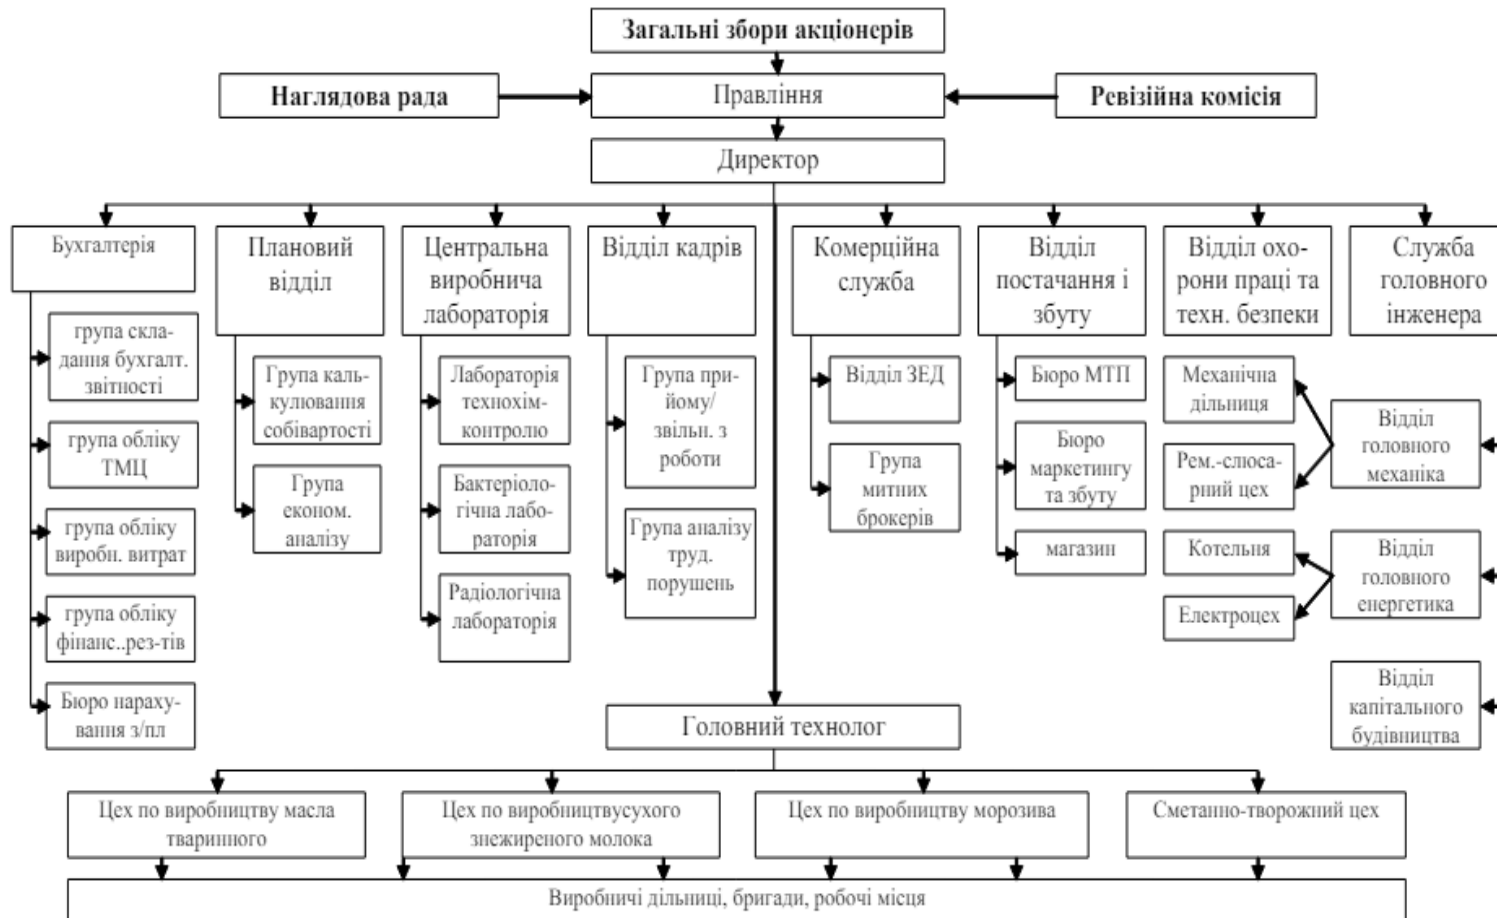 Загальні збори акціонерів
Наглядова рада
Правління
Ревізійна комісія
Директор
Бухгалтерія
група скла-
дання бухгалт.
звітності
група обліку
ТМЦ
група обліку
виробн. витрат
група обліку
фінанс..рез-тів
Бюро нараху-
вання з/пл
Плановий
відділ
Група каль-
кулювання
собівартості
Група
економ.
аналізу
Центральна
виробнича
лабораторія
Лабораторія
технохім-
контролю
Бактеріоло-
гічна лабо-
раторія
Радіологічна
лабораторія
Відділ кадрів
Група при-
йому/
звільн. з
роботи
Група аналізу
труд.
порушень
Комерційна
служба
Відділ ЗЕД
Група
митних
брокерів
Відділ
постачання і
збуту
Бюро МТП
Бюро
маркетингу
та збуту
магазин
Відділ охо-
рони праці та
техн. безпеки
Служба
головного
інженера
Механічна
дільниця
Рем.-слюса-
рний цех
Відділ
головного
механіка
Котельня
Електроцех
Відділ
головного
енергетика
Відділ
капітального
будівництва
Головний технолог
Цех по виробництву масла
тваринного
Цех по виробництвусухого
знежиреного молока
Цех по виробництву морозива
Сметанно-творожний цех
Виробничі дільниці, бригади, робочі місця